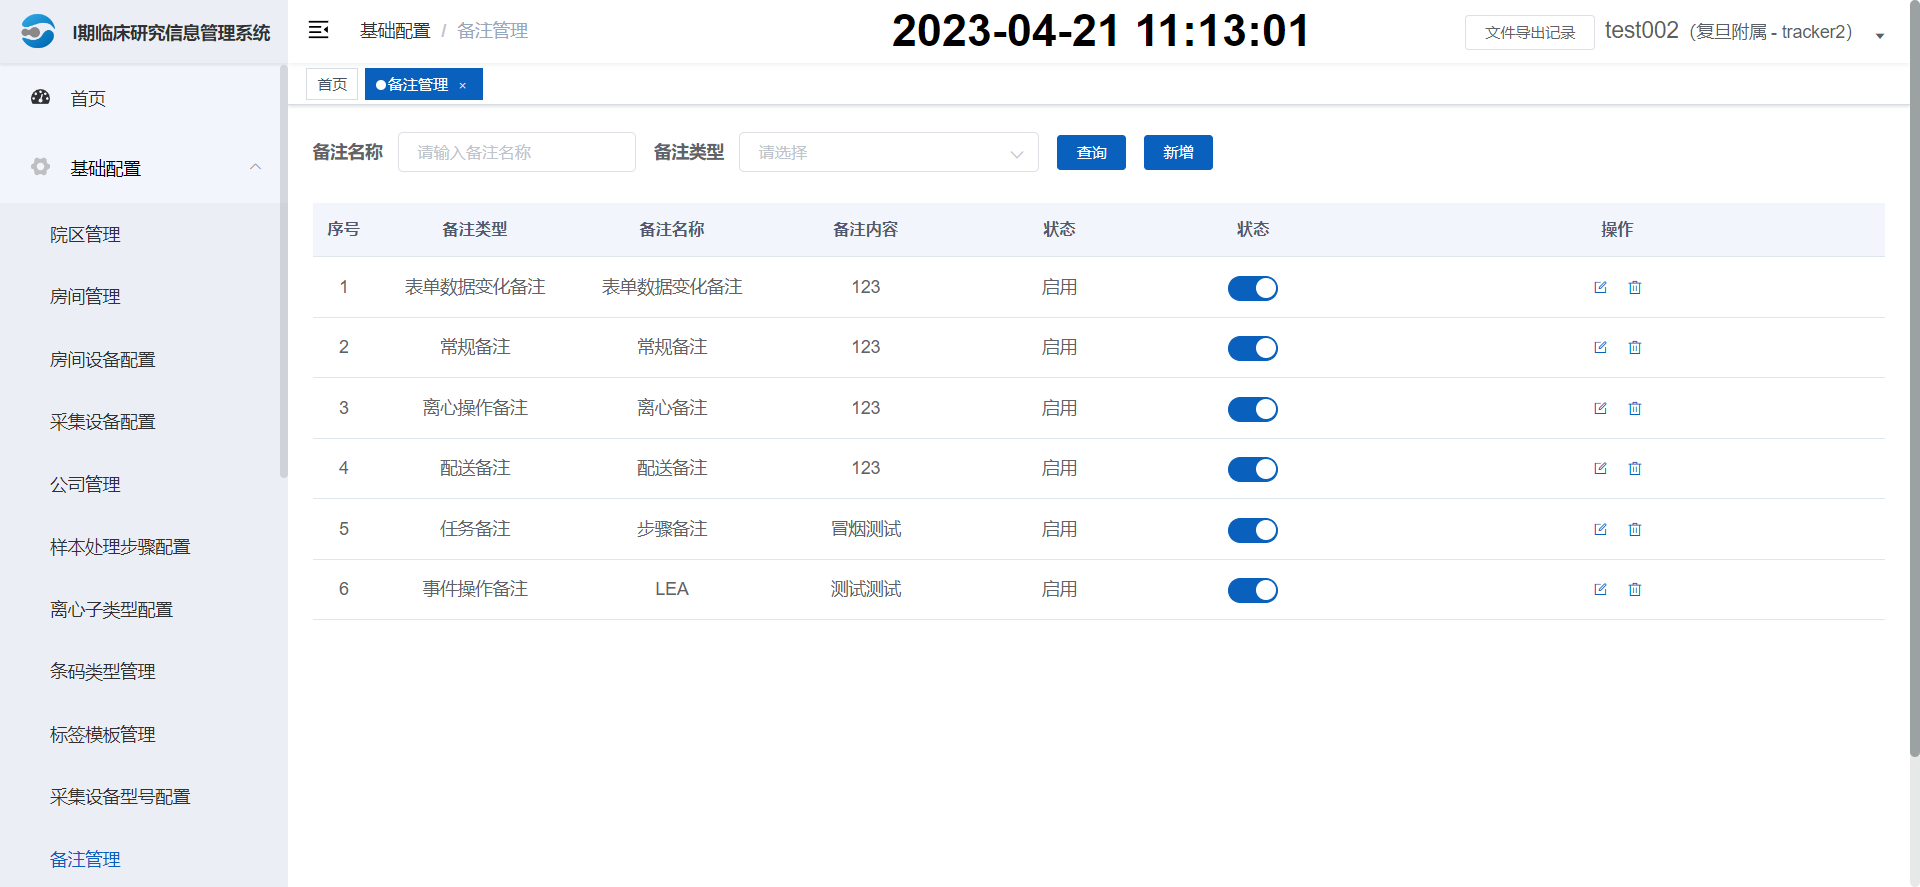 I期临床研究信息管理系统
基础配置 / 备注管理
2023-04-21 11:13:01
文件导出记录
test002（复旦附属 - tracker2）
首页
备注管理 ×
首页
基础配置
院区管理
房间管理
房间设备配置
采集设备配置
公司管理
样本处理步骤配置
离心子类型配置
条码类型管理
标签模板管理
采集设备型号配置
备注管理
备注名称 请输入备注名称 备注类型 请选择 查询 新增
序号 备注类型 备注名称 备注内容 状态 状态 操作
1 表单数据变化备注 表单数据变化备注 123 启用
2 常规备注 常规备注 123 启用
3 离心操作备注 离心备注 123 启用
4 配送备注 配送备注 123 启用
5 任务备注 步骤备注 冒烟测试 启用
6 事件操作备注 LEA 测试测试 启用